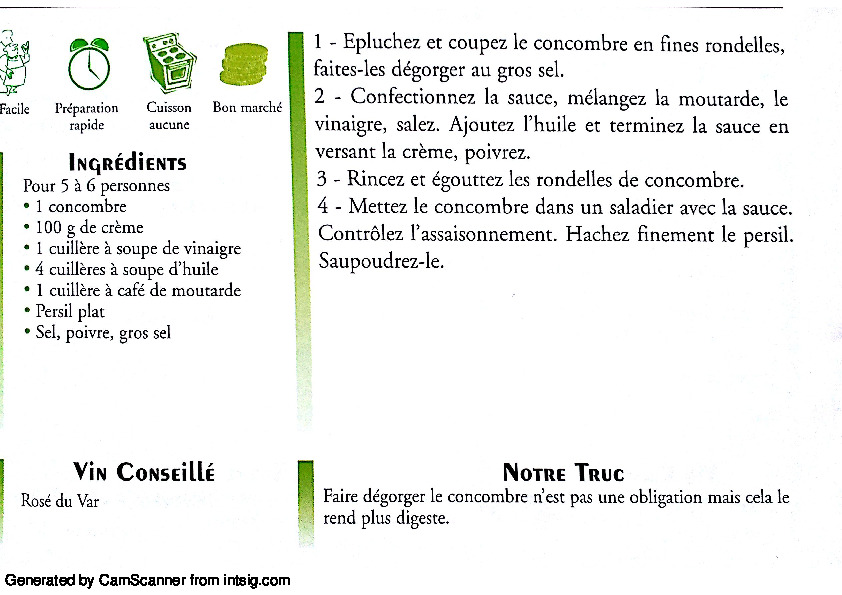 Facile
Préparation
rapide
Cuisson
aucune
Bon marché
Ingrédients
Pour 5 à 6 personnes
• 1 concombre
• 100 g de crème
• 1 cuillère à soupe de vinaigre
• 4 cuillères à soupe d'huile
• 1 cuillère à café de moutarde
• Persil plat
• Sel, poivre, gros sel
1 - Epluchez et coupez le concombre en fines rondelles,
faites-les dégorger au gros sel.
2 - Confectionnez la sauce, mélangez la moutarde, le
vinaigre, salez. Ajoutez l'huile et terminez la sauce en
versant la crème, poivrez.
3 - Rincez et égouttez les rondelles de concombre.
4 - Mettez le concombre dans un saladier avec la sauce.
Contrôlez l'assaisonnement. Hachez finement le persil.
Saupoudrez-le.
Vin Conseillé
Rosé du Var
Notre Truc
Faire dégorger le concombre n'est pas une obligation mais cela le
rend plus digeste.
Generated by CamScanner from intsig.com